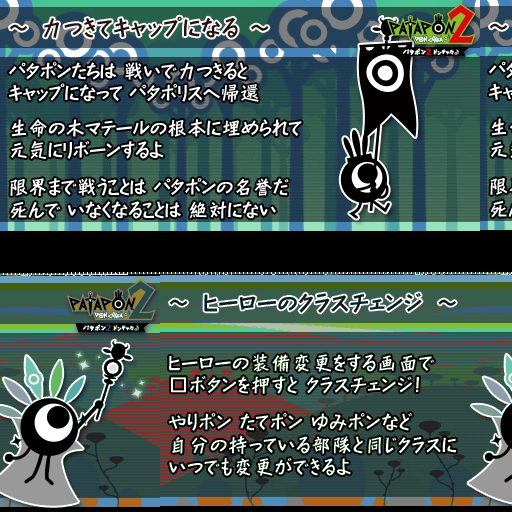 ～ 力つきてキャップになる ～
PATAPON 2
パタポン2 ドンチャカ♪
パタポンたちは 戦いで力つきると
キャップになって パタポリスへ帰還
生命の木マテールの根本に埋められて
元気にリボーンするよ
限界まで戦うことは パタポンの名誉だ
死んで いなくなることは 絶対にない
～
パタ
キャ
生
元
限
死
PATAPON 2
パタポン2 ドンチャカ♪
～ ヒーローのクラスチェンジ ～
ヒーローの装備変更をする画面で
□ボタンを押すと クラスチェンジ!
やりポン たてポン ゆみポンなど
自分の持っている部隊と同じクラスに
いつでも変更ができるよ